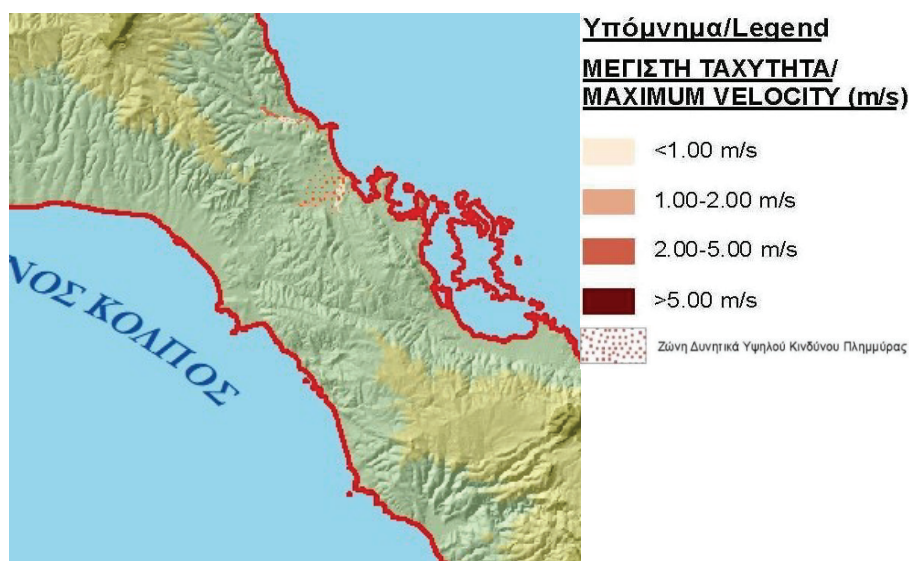 ΝΟΣ ΚΟΛΠΟΣ
Υπόμνημα/Legend
ΜΕΓΙΣΤΗ ΤΑΧΥΤΗΤΑ/
MAXIMUM VELOCITY (m/s)
<1.00 m/s
1.00-2.00 m/s
2.00-5.00 m/s
>5.00 m/s
Ζώνη Δυνητικά Υψηλού Κινδύνου Πλημμύρας